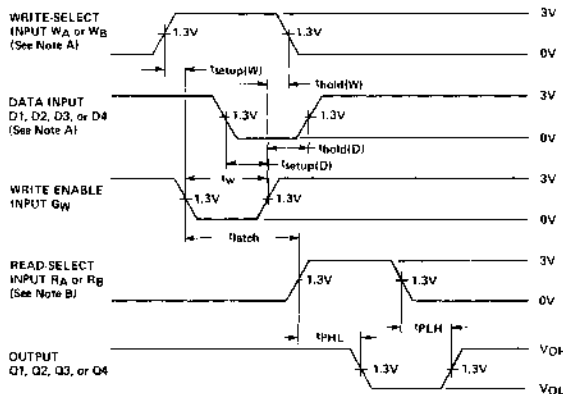 WRITE-SELECT
INPUT WA or WB
(See Note A)
1.3V
1.3V
3V
0V
tsetup(W)
thold(W)
DATA INPUT
D1, D2, D3, or D4
(See Note A)
1.3V
1.3V
3V
0V
thold(D)
tsetup(D)
tw
WRITE ENABLE
INPUT GW
1.3V
1.3V
3V
0V
tlatch
READ-SELECT
INPUT RA or RB
(See Note B)
1.3V
1.3V
3V
0V
tPHL
tPLH
OUTPUT
Q1, Q2, Q3, or Q4
1.3V
1.3V
VOH
VOL